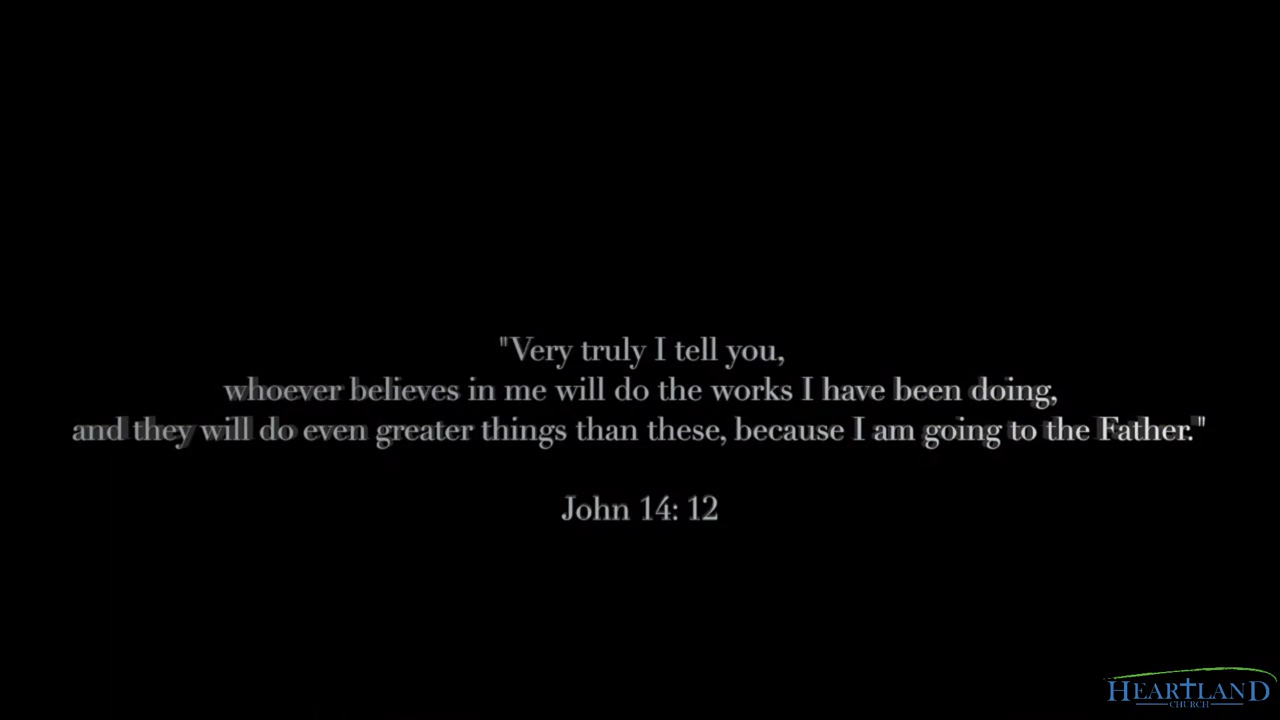 "Very truly I tell you,
whoever believes in me will do the works I have been doing,
and they will do even greater things than these, because I am going to the Father."
John 14: 12
HEARTLAND
CHURCH